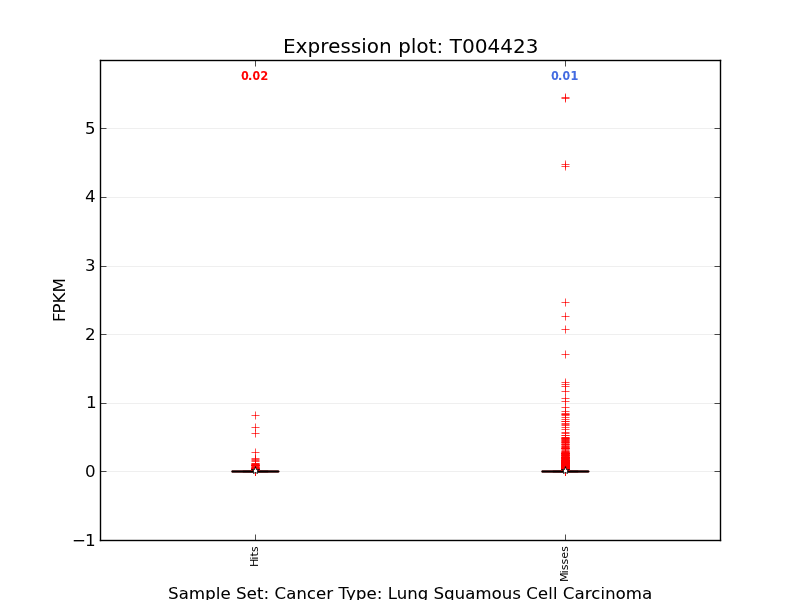 Expression plot: T004423
0.02
0.01
5
4
3
2
1
0
−1
FPKM
Hits
Misses
Sample Set: Cancer Type: Lung Squamous Cell Carcinoma